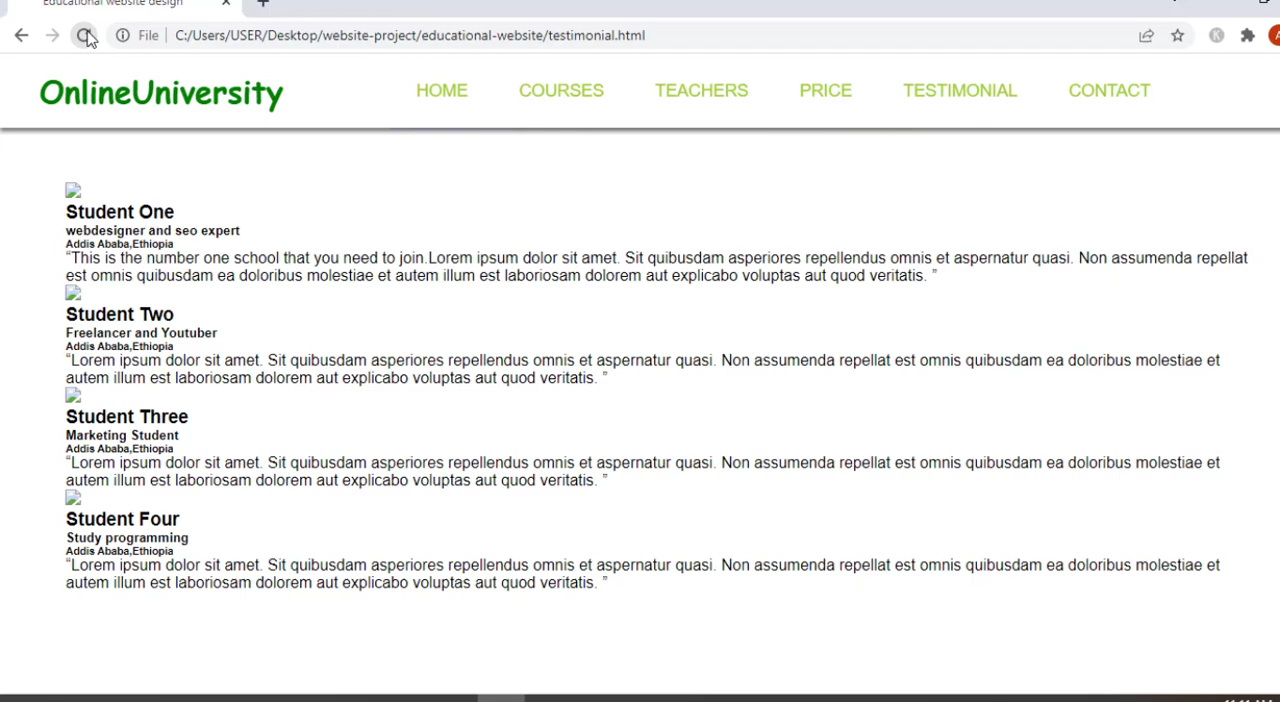 Educational website design
File C:/Users/USER/Desktop/website-project/educational-website/testimonial.html
OnlineUniversity HOME COURSES TEACHERS PRICE TESTIMONIAL CONTACT
Student One
webdesigner and seo expert
Addis Ababa,Ethiopia
“This is the number one school that you need to join.Lorem ipsum dolor sit amet. Sit quibusdam asperiores repellendus omnis et aspernatur quasi. Non assumenda repellat
est omnis quibusdam ea doloribus molestiae et autem illum est laboriosam dolorem aut explicabo voluptas aut quod veritatis. ”
Student Two
Freelancer and Youtuber
Addis Ababa,Ethiopia
“Lorem ipsum dolor sit amet. Sit quibusdam asperiores repellendus omnis et aspernatur quasi. Non assumenda repellat est omnis quibusdam ea doloribus molestiae et
autem illum est laboriosam dolorem aut explicabo voluptas aut quod veritatis. ”
Student Three
Marketing Student
Addis Ababa,Ethiopia
“Lorem ipsum dolor sit amet. Sit quibusdam asperiores repellendus omnis et aspernatur quasi. Non assumenda repellat est omnis quibusdam ea doloribus molestiae et
autem illum est laboriosam dolorem aut explicabo voluptas aut quod veritatis. ”
Student Four
Study programming
Addis Ababa,Ethiopia
“Lorem ipsum dolor sit amet. Sit quibusdam asperiores repellendus omnis et aspernatur quasi. Non assumenda repellat est omnis quibusdam ea doloribus molestiae et
autem illum est laboriosam dolorem aut explicabo voluptas aut quod veritatis. ”